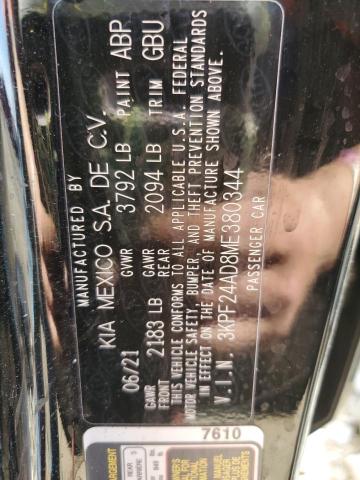 MANUFACTURED BY
KIA MEXICO S.A. DE C.V.
06/21 GVWR 3792 LB PAINT ABP
GAWR FRONT 2183 LB GAWR REAR 2094 LB TRIM GBU
THIS VEHICLE CONFORMS TO ALL APPLICABLE U.S.A. FEDERAL
MOTOR VEHICLE SAFETY, BUMPER, AND THEFT PREVENTION STANDARDS
IN EFFECT ON THE DATE OF MANUFACTURE SHOWN ABOVE.
V.I.N. 3KPF24AD8ME380344
PASSENGER CAR
7610
REAR